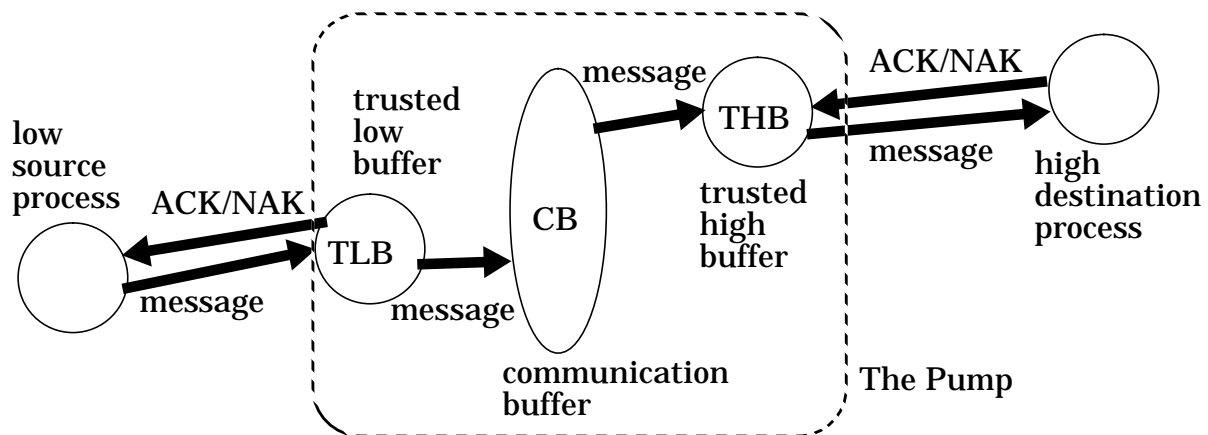 low
source
process
ACK/NAK
message
trusted
low
buffer
TLB
message
CB
communication
buffer
message
THB
trusted
high
buffer
ACK/NAK
message
high
destination
process
The Pump